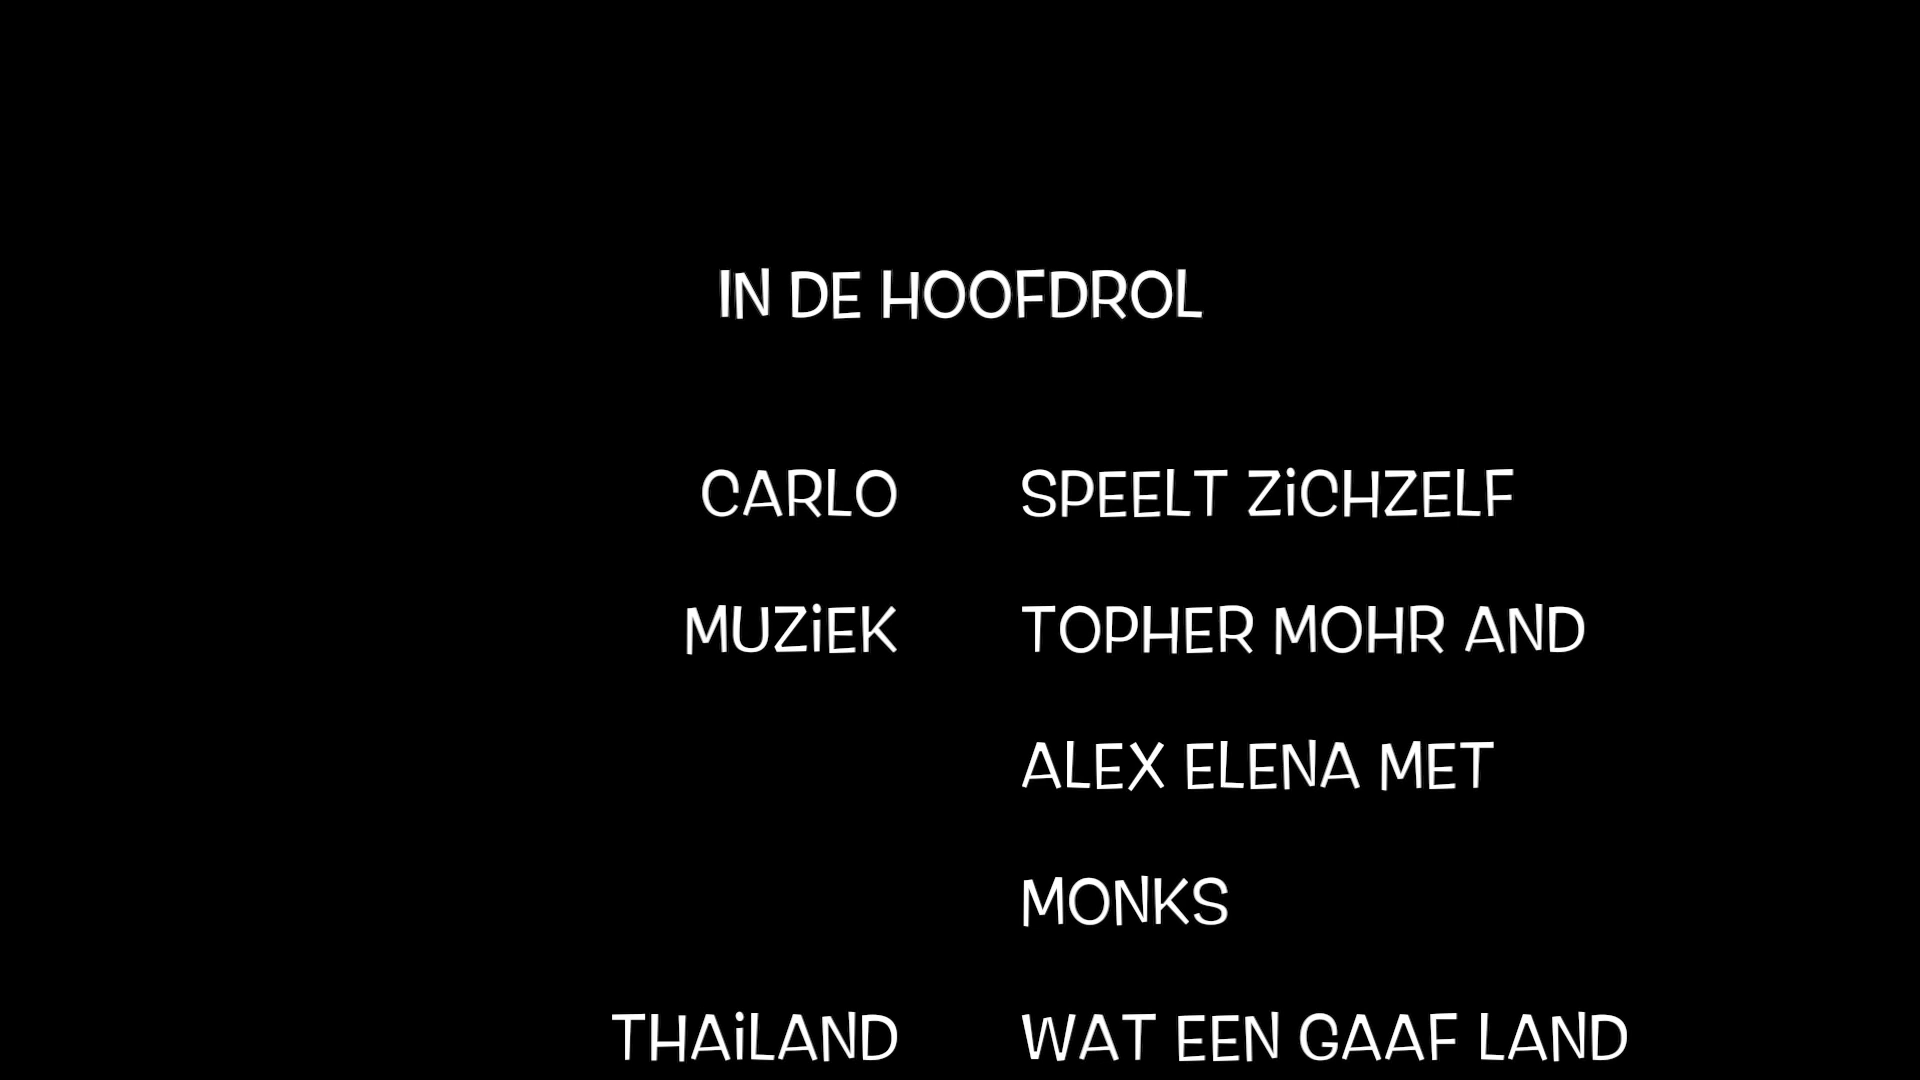 IN DE HOOFDROL
CARLO SPEELT ZiCHZELF
MUZiEK TOPHER MOHR AND
ALEX ELENA MET
MONKS
THAiLAND WAT EEN GAAF LAND